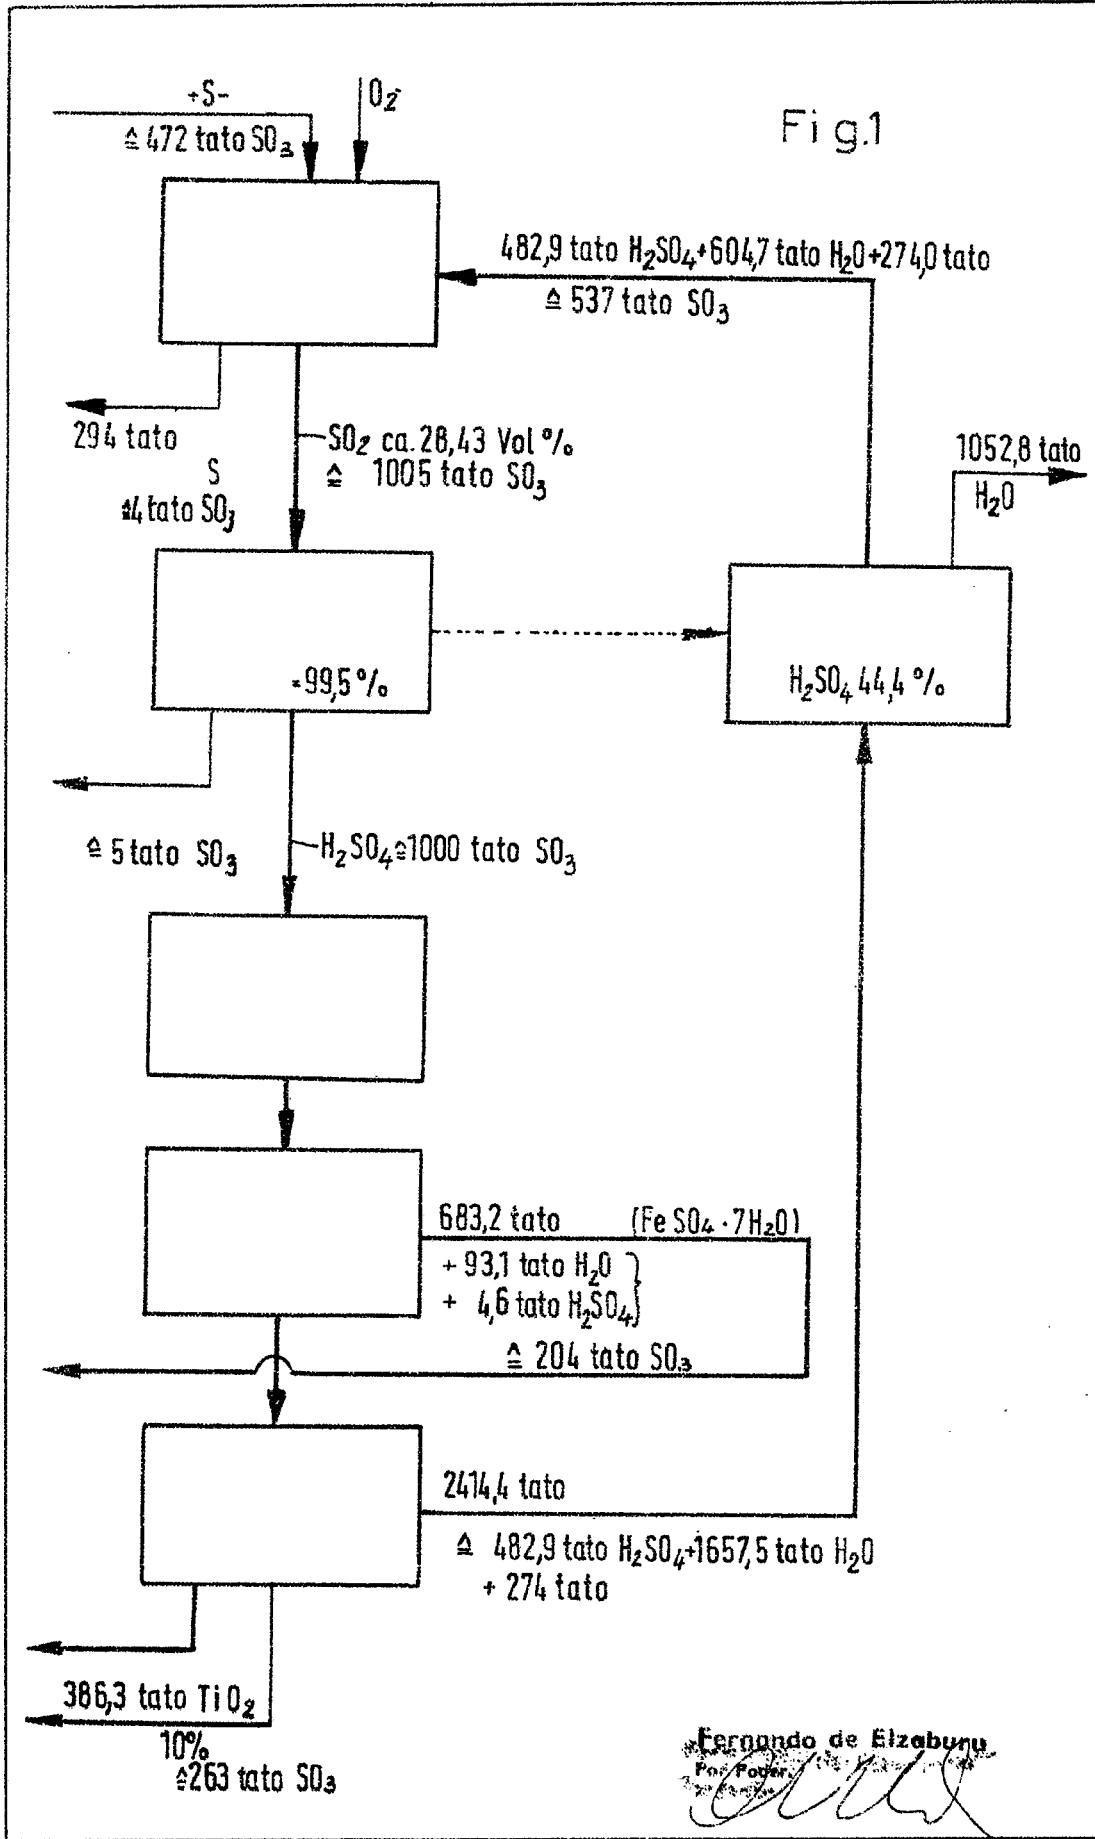 +S-
≙ 472 tato SO₃
O₂
Fig.1
482,9 tato H₂SO₄+604,7 tato H₂O+274,0 tato
≙ 537 tato SO₃
294 tato
S
≙4 tato SO₃
SO₂ ca. 28,43 Vol %
≙ 1005 tato SO₃
1052,8 tato
H₂O
=99,5 %
H₂SO₄ 44,4 %
≙ 5 tato SO₃
H₂SO₄≙1000 tato SO₃
683,2 tato (Fe SO₄ · 7H₂O)
+ 93,1 tato H₂O }
+ 4,6 tato H₂SO₄}
≙ 204 tato SO₃
2414,4 tato
≙ 482,9 tato H₂SO₄+1657,5 tato H₂O
+ 274 tato
386,3 tato TiO₂
10%
≙263 tato SO₃
Fernando de Elzaburu
Por Poder.